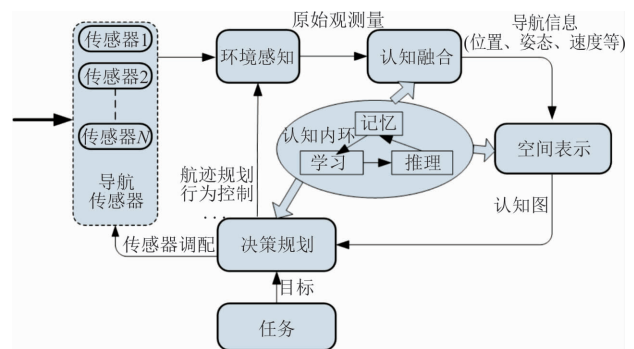 传感器1
传感器2
传感器N
导航
传感器
环境感知
原始观测量
认知融合
导航信息
(位置、姿态、速度等)
认知内环
记忆
学习
推理
空间表示
认知图
航迹规划
行为控制
...
传感器调配
决策规划
目标
任务